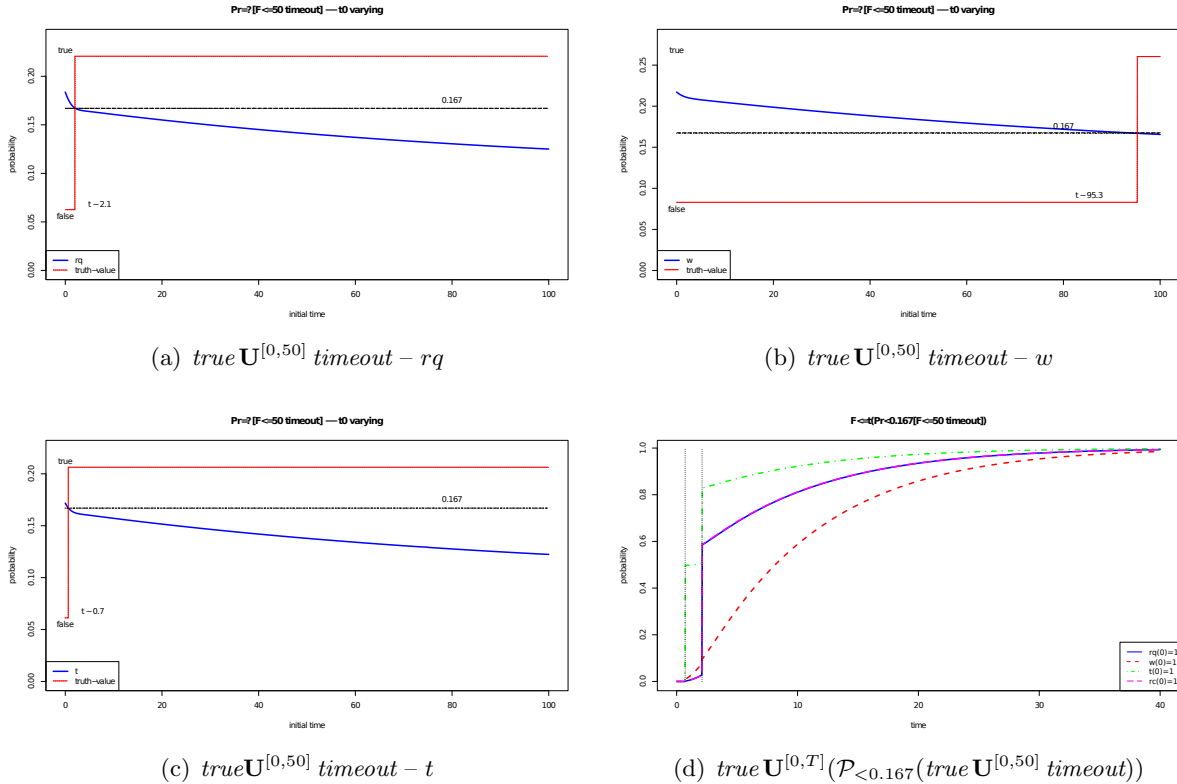 Pr=?[F<=50 timeout] — t0 varying
probability
0.00 0.05 0.10 0.15 0.20
true
0.167
t−2.1
false
rq
truth−value
0 20 40 60 80 100
initial time
(a) true U[0,50] timeout – rq
Pr=?[F<=50 timeout] — t0 varying
probability
0.00 0.05 0.10 0.15 0.20 0.25
true
0.167
t−95.3
false
w
truth−value
0 20 40 60 80 100
initial time
(b) true U[0,50] timeout – w
Pr=?[F<=50 timeout] — t0 varying
probability
0.00 0.05 0.10 0.15 0.20
true
0.167
t−0.7
false
t
truth−value
0 20 40 60 80 100
initial time
(c) trueU[0,50] timeout – t
F<=t(Pr<0.167[F<=50 timeout])
probability
0.0 0.2 0.4 0.6 0.8 1.0
rq(0)=1
w(0)=1
t(0)=1
rc(0)=1
0 10 20 30 40
time
(d) true U[0,T](P<0.167(true U[0,50] timeout))